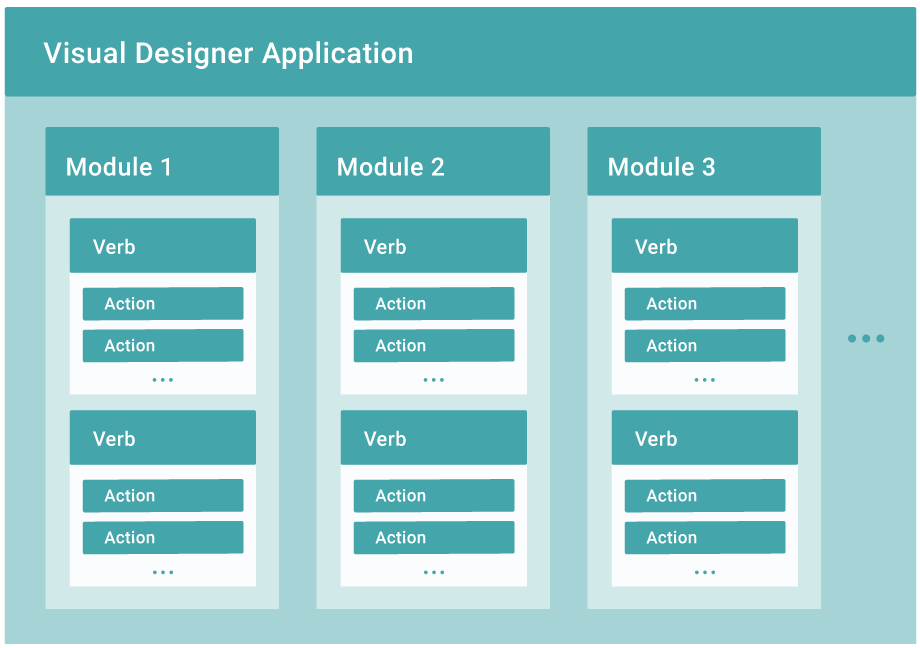 Visual Designer Application
Module 1
Verb
Action
Action
...
Verb
Action
Action
...
Module 2
Verb
Action
Action
...
Verb
Action
Action
...
Module 3
Verb
Action
Action
...
Verb
Action
Action
...
...